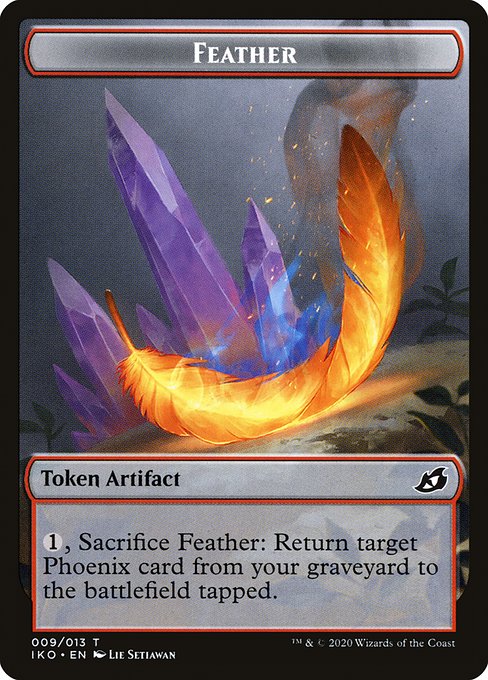 FEATHER
Token Artifact
1, Sacrifice Feather: Return target
Phoenix card from your graveyard to
the battlefield tapped.
009/013 T
IKO • EN LIE SETIAWAN
™ & © 2020 Wizards of the Coast